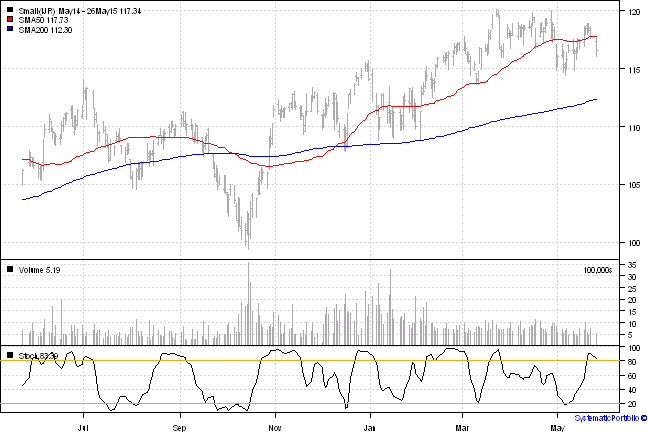 Small(IJR) May14 - 26May15 117.34
SMA50 117.73
SMA200 112.30
120
115
110
105
100
Volume 5.19
100,000s
35
30
25
20
15
10
5
100
80
60
40
20
Jul
Sep
Nov
Jan
Mar
May
SystematicPortfolio ©